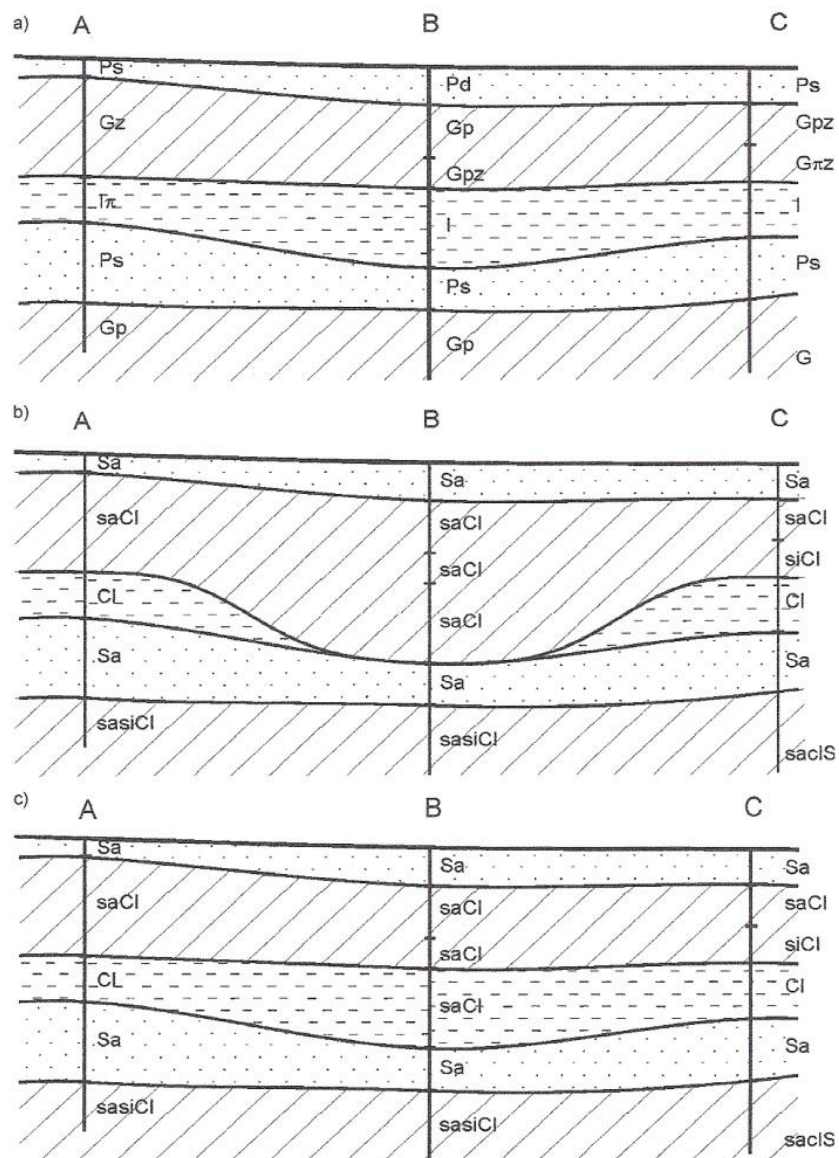 a)
A B C
Ps Pd Ps
Gz Gp Gpz
Gpz Gπz
Iπ I I
Ps Ps Ps
Gp Gp G
b)
A B C
Sa Sa Sa
saCl saCl saCl
saCl siCl
CL saCl Cl
Sa Sa Sa
sasiCl sasiCl saclS
c)
A B C
Sa Sa Sa
saCl saCl saCl
saCl siCl
CL saCl Cl
Sa Sa Sa
sasiCl sasiCl saclS